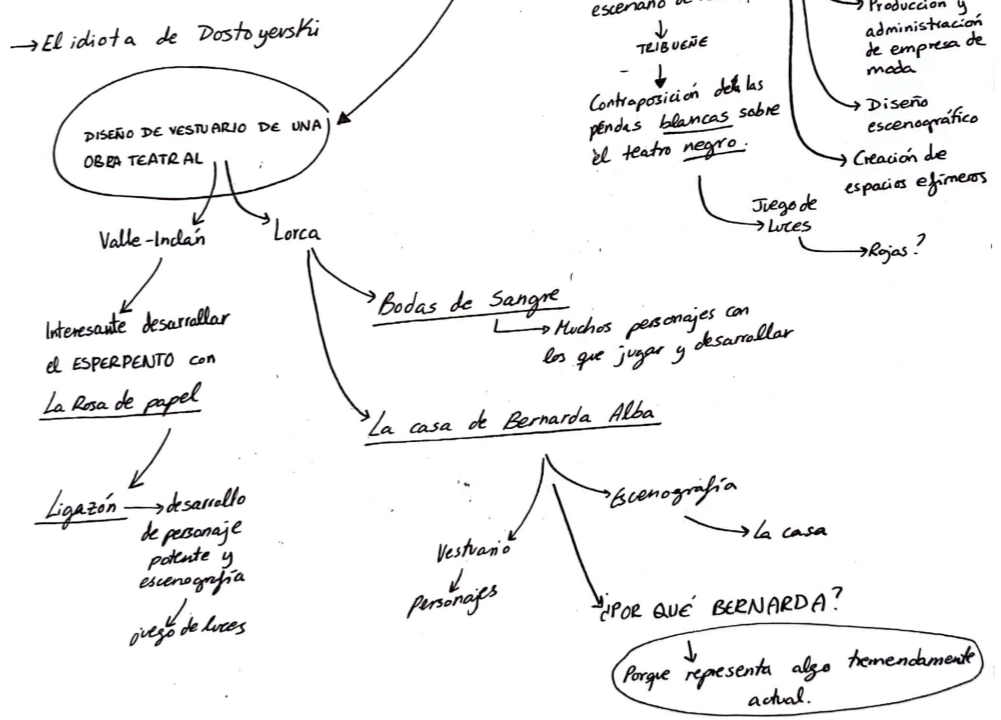 → El idiota de Dostoyevski
DISEÑO DE VESTUARIO DE UNA
OBRA TEATRAL
Valle-Inclán
Interesante desarrollar
el ESPERPENTO con
La Rosa de papel
Ligazón → desarrollo
de personaje
potente y
escenografía
juego de luces
Lorca
Bodas de Sangre
Muchos personajes con
los que jugar y desarrollar
La casa de Bernarda Alba
Vestuario
Personajes
Escenografía
La casa
¿POR QUÉ BERNARDA?
Porque representa algo tremendamente
actual.
escenario de
TRIBUEÑE
Contraposición de las
prendas blancas sobre
el teatro negro.
Juego de
Luces
Rojas?
Producción y
administración
de empresa de
moda
Diseño
escenográfico
Creación de
espacios efímeros